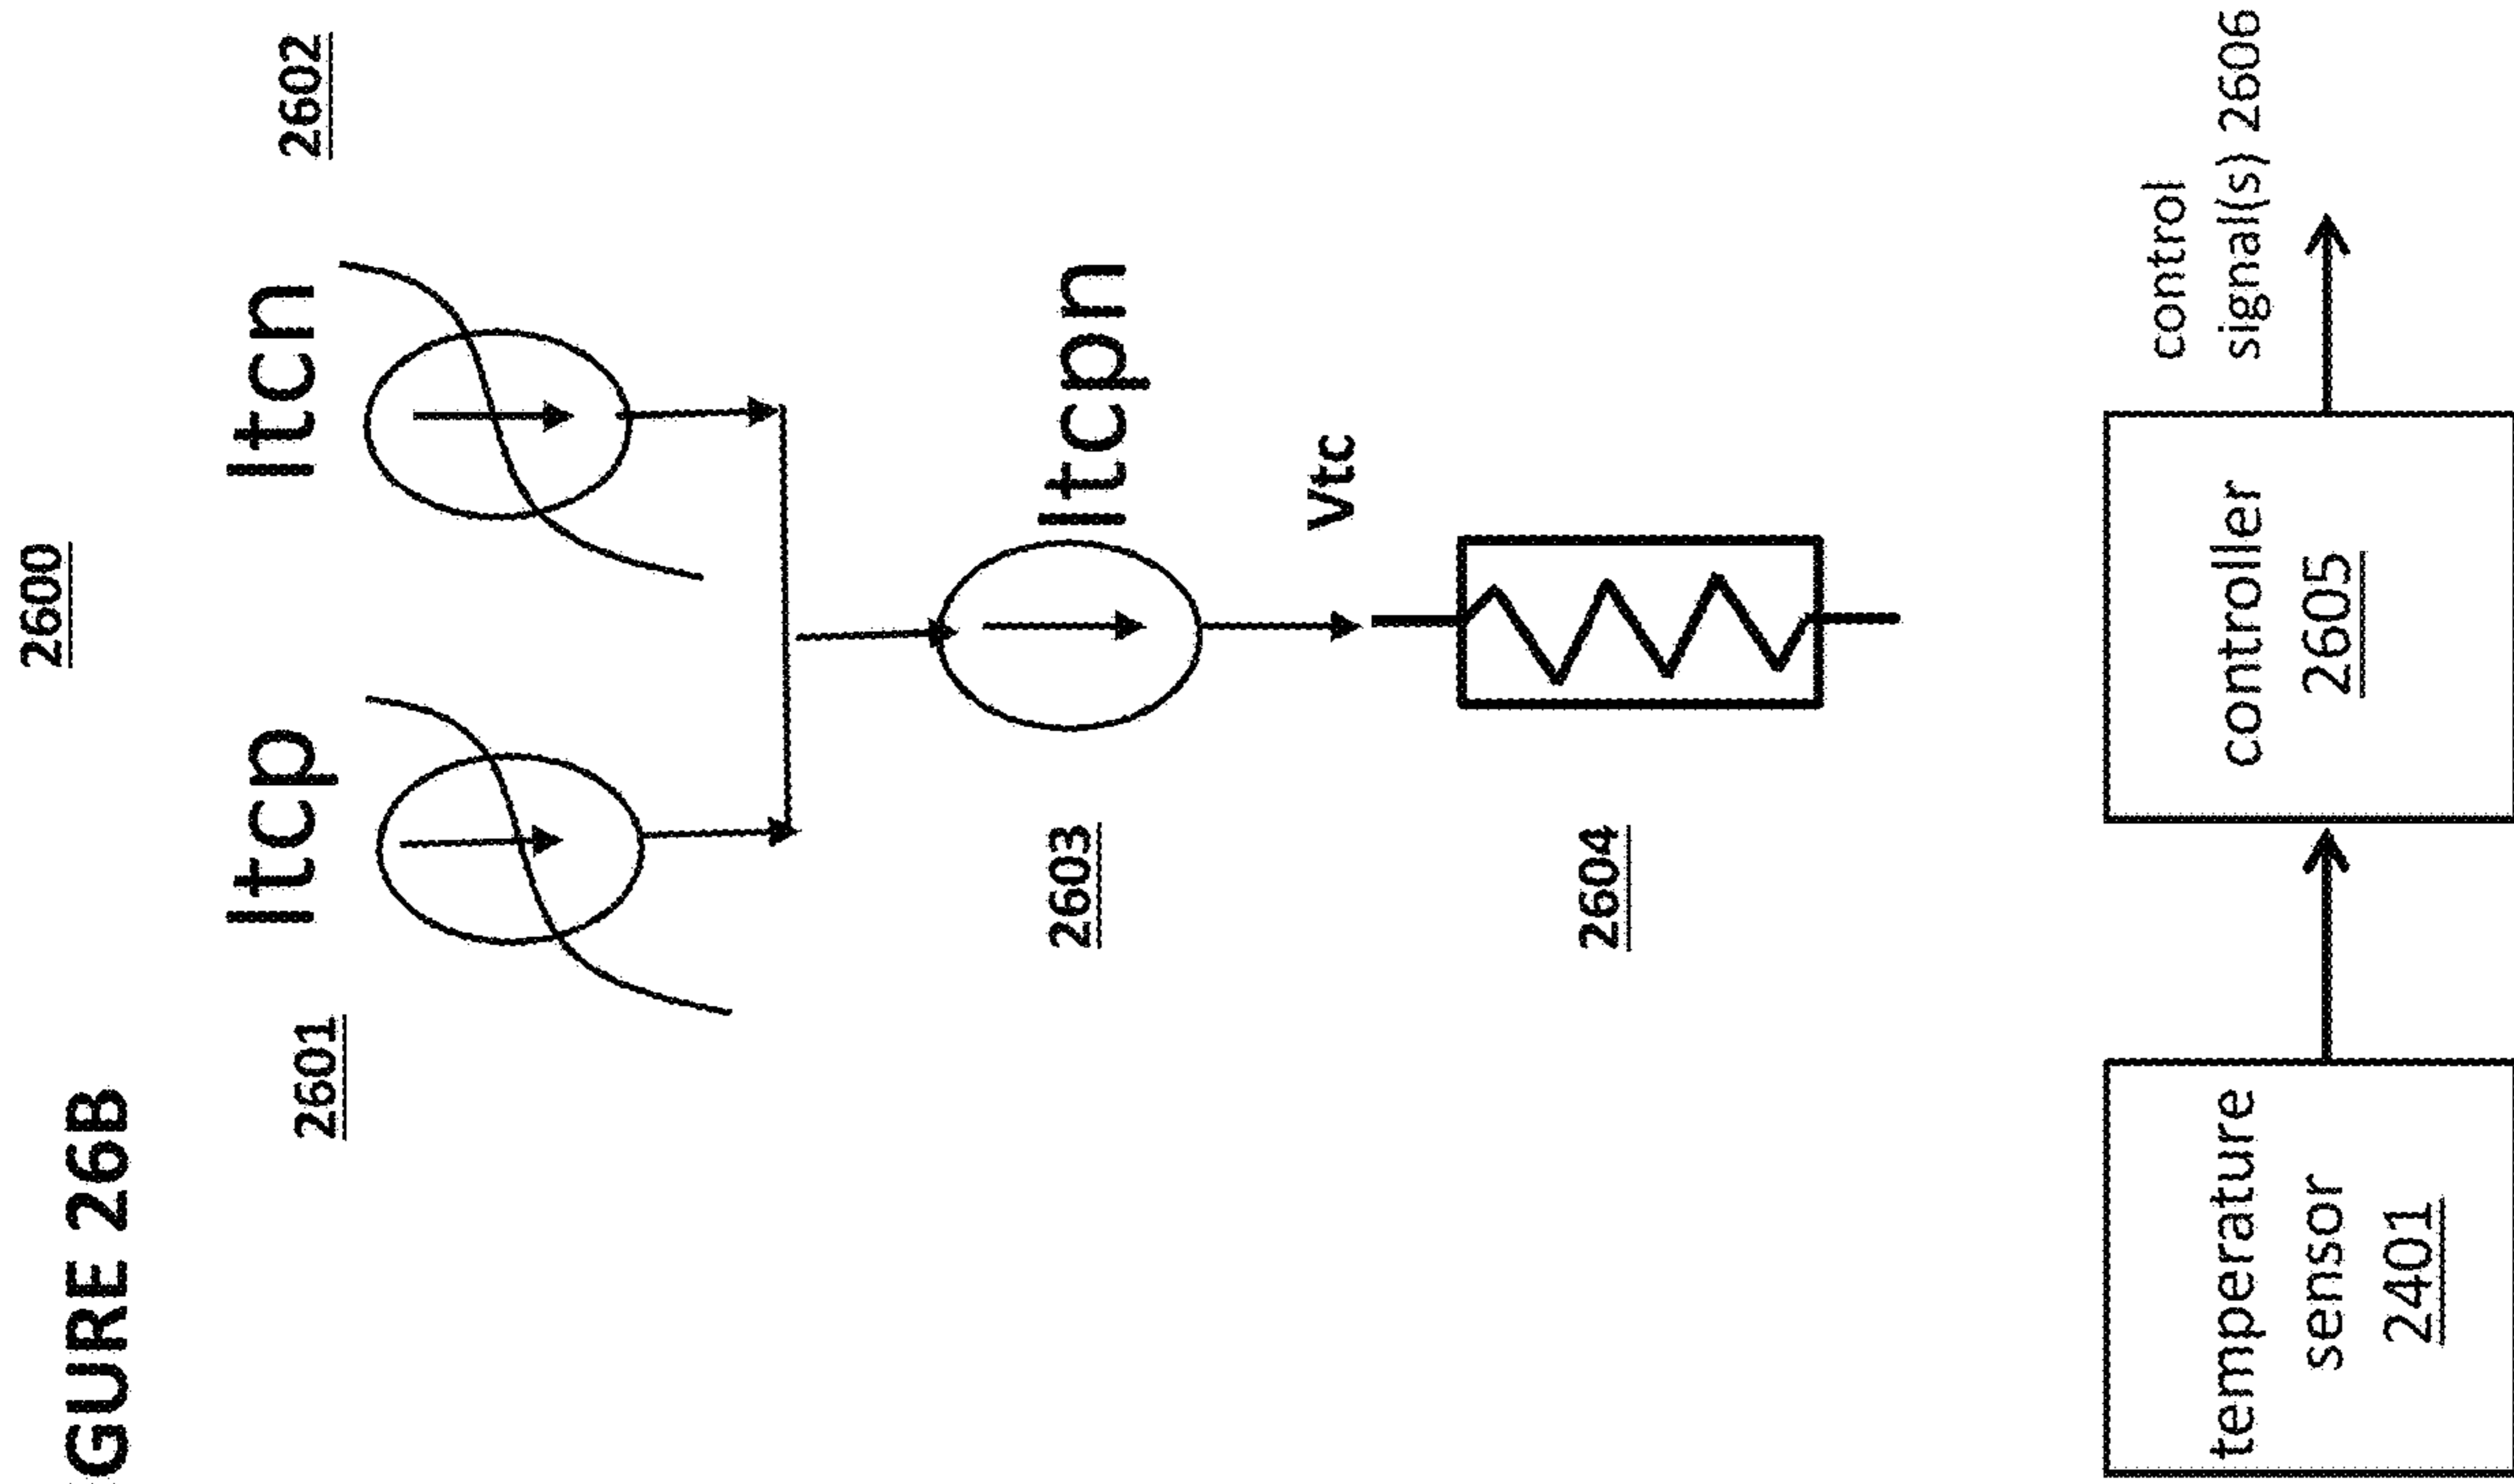 2600
GURE 26B
Itcp
Itcn
2601
2602
2603
Itcpn
Vtc
2604
temperature
sensor
2401
controller
2605
control
signal(s) 2606